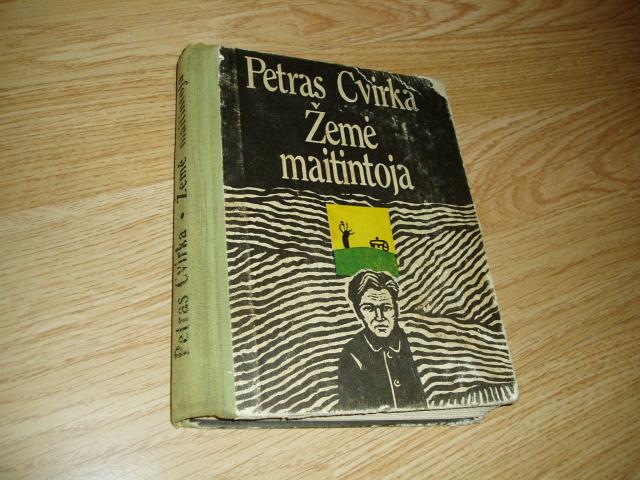 Petras Cvirka
Žemė
maitintoja
Petras Cvirka • Žemė maitintoja